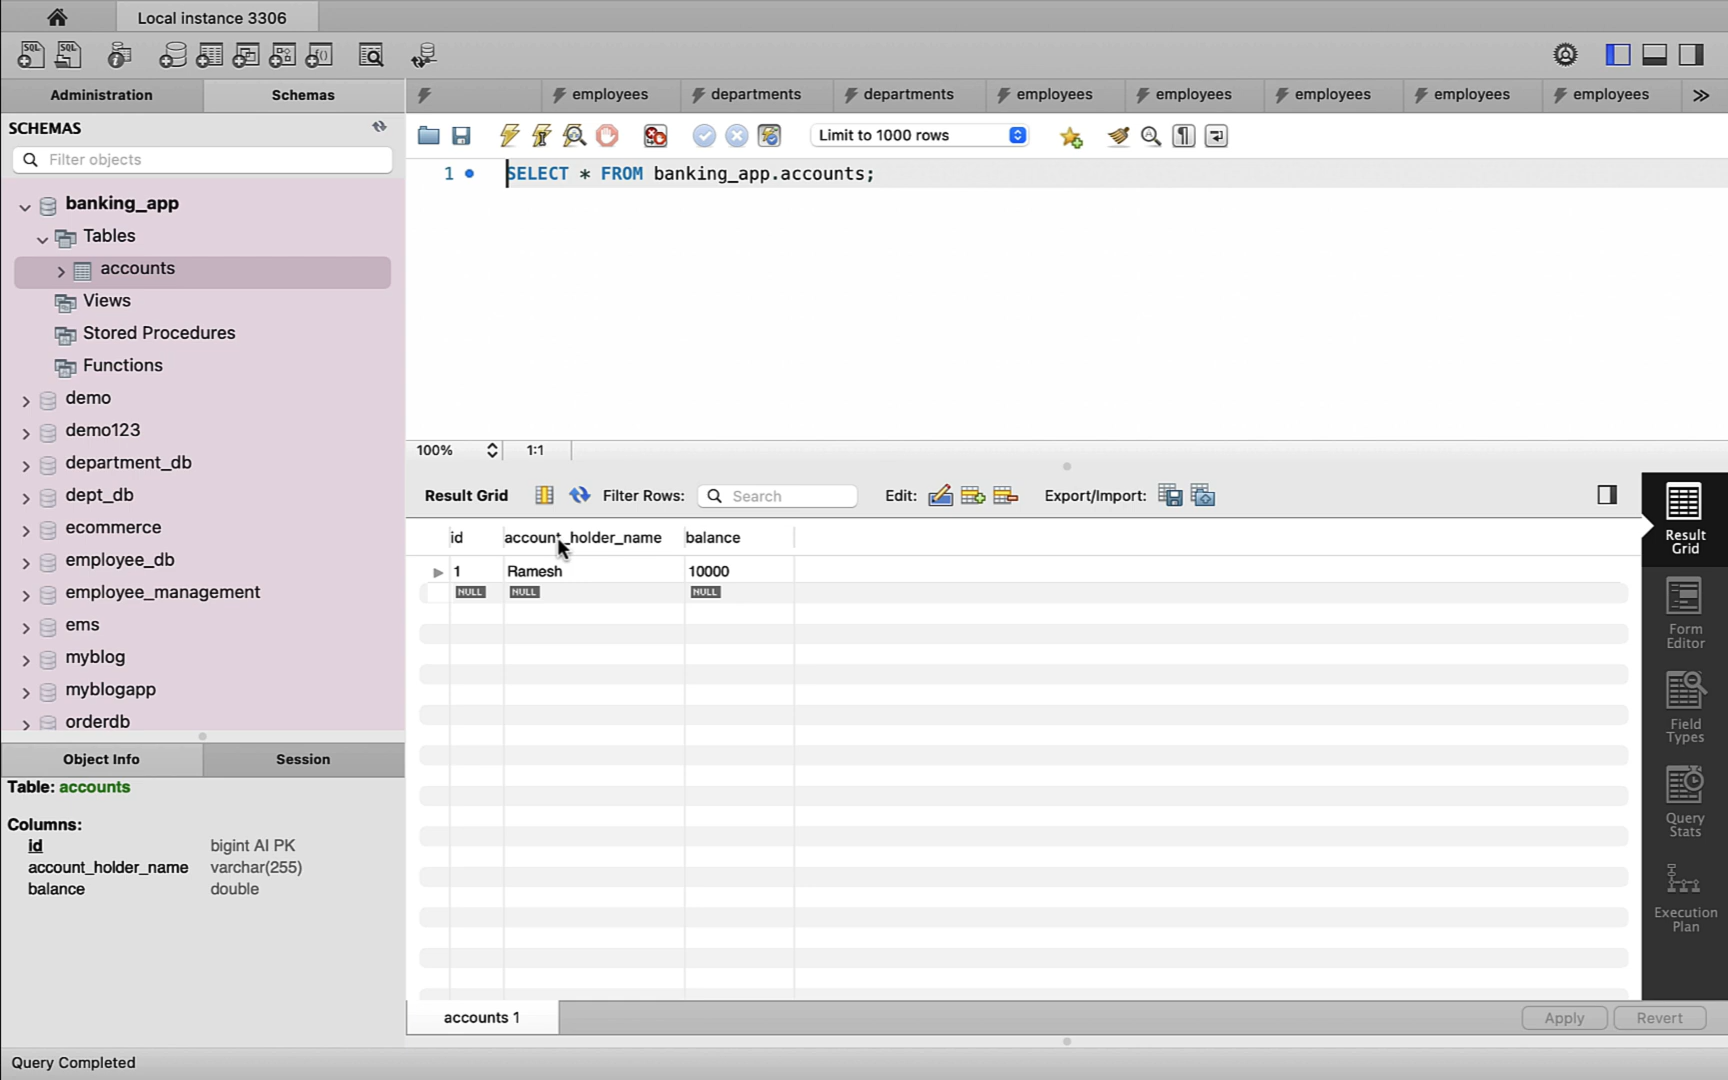 Local instance 3306
SQL
SQL
Administration
Schemas
employees
departments
departments
employees
employees
employees
employees
employees
SCHEMAS
Filter objects
Limit to 1000 rows
1
SELECT * FROM banking_app.accounts;
banking_app
Tables
accounts
Views
Stored Procedures
Functions
demo
demo123
department_db
dept_db
ecommerce
employee_db
employee_management
ems
myblog
myblogapp
orderdb
100%
1:1
Result Grid
Filter Rows:
Search
Edit:
Export/Import:
id
account_holder_name
balance
1
Ramesh
10000
NULL
NULL
NULL
Result
Grid
Form
Editor
Field
Types
Query
Stats
Execution
Plan
Object Info
Session
Table: accounts
Columns:
id bigint AI PK
account_holder_name varchar(255)
balance double
accounts 1
Apply
Revert
Query Completed